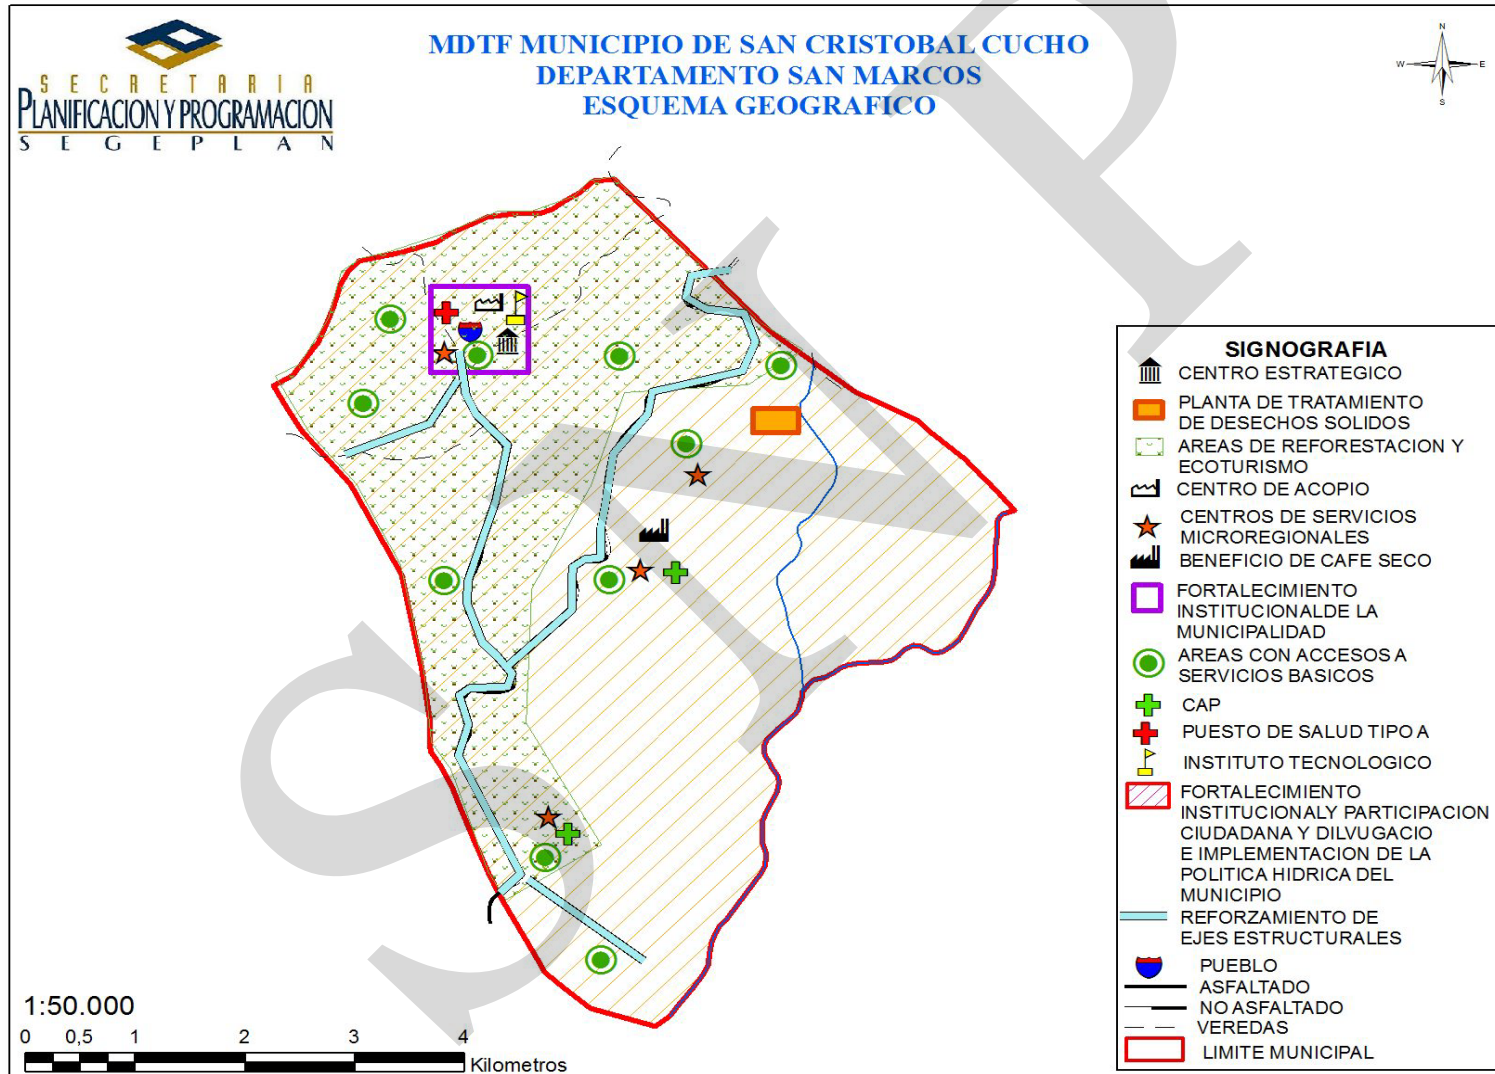 SECRETARIA
PLANIFICACION Y PROGRAMACION
SEGEPLAN
MDTF MUNICIPIO DE SAN CRISTOBAL CUCHO
DEPARTAMENTO SAN MARCOS
ESQUEMA GEOGRAFICO
N
W
E
S
SIGNOGRAFIA
CENTRO ESTRATEGICO
PLANTA DE TRATAMIENTO
DE DESECHOS SOLIDOS
AREAS DE REFORESTACION Y
ECOTURISMO
CENTRO DE ACOPIO
CENTROS DE SERVICIOS
MICROREGIONALES
BENEFICIO DE CAFE SECO
FORTALECIMIENTO
INSTITUCIONALDE LA
MUNICIPALIDAD
AREAS CON ACCESOS A
SERVICIOS BASICOS
CAP
PUESTO DE SALUD TIPO A
INSTITUTO TECNOLOGICO
FORTALECIMIENTO
INSTITUCIONALY PARTICIPACION
CIUDADANA Y DILVUGACIO
E IMPLEMENTACION DE LA
POLITICA HIDRICA DEL
MUNICIPIO
REFORZAMIENTO DE
EJES ESTRUCTURALES
PUEBLO
ASFALTADO
NO ASFALTADO
VEREDAS
LIMITE MUNICIPAL
1:50.000
0 0,5 1 2 3 4
Kilometros
SINP